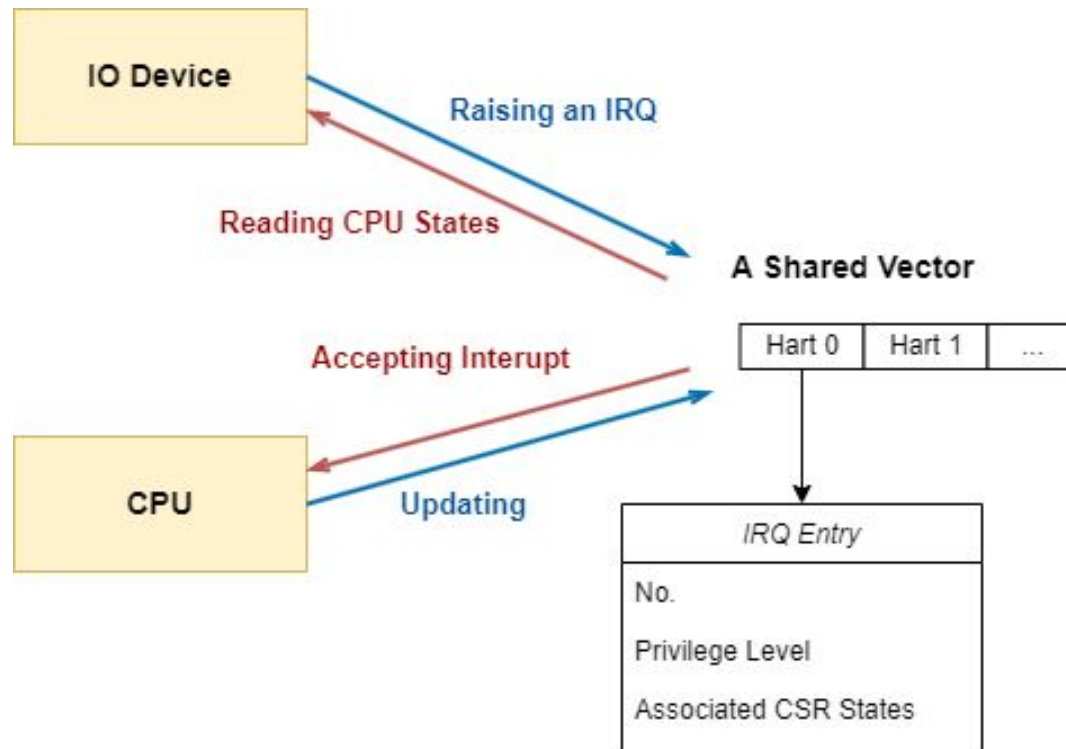 IO Device
Raising an IRQ
Reading CPU States
A Shared Vector
Hart 0 Hart 1 ...
Accepting Interupt
CPU
Updating
IRQ Entry
No.
Privilege Level
Associated CSR States